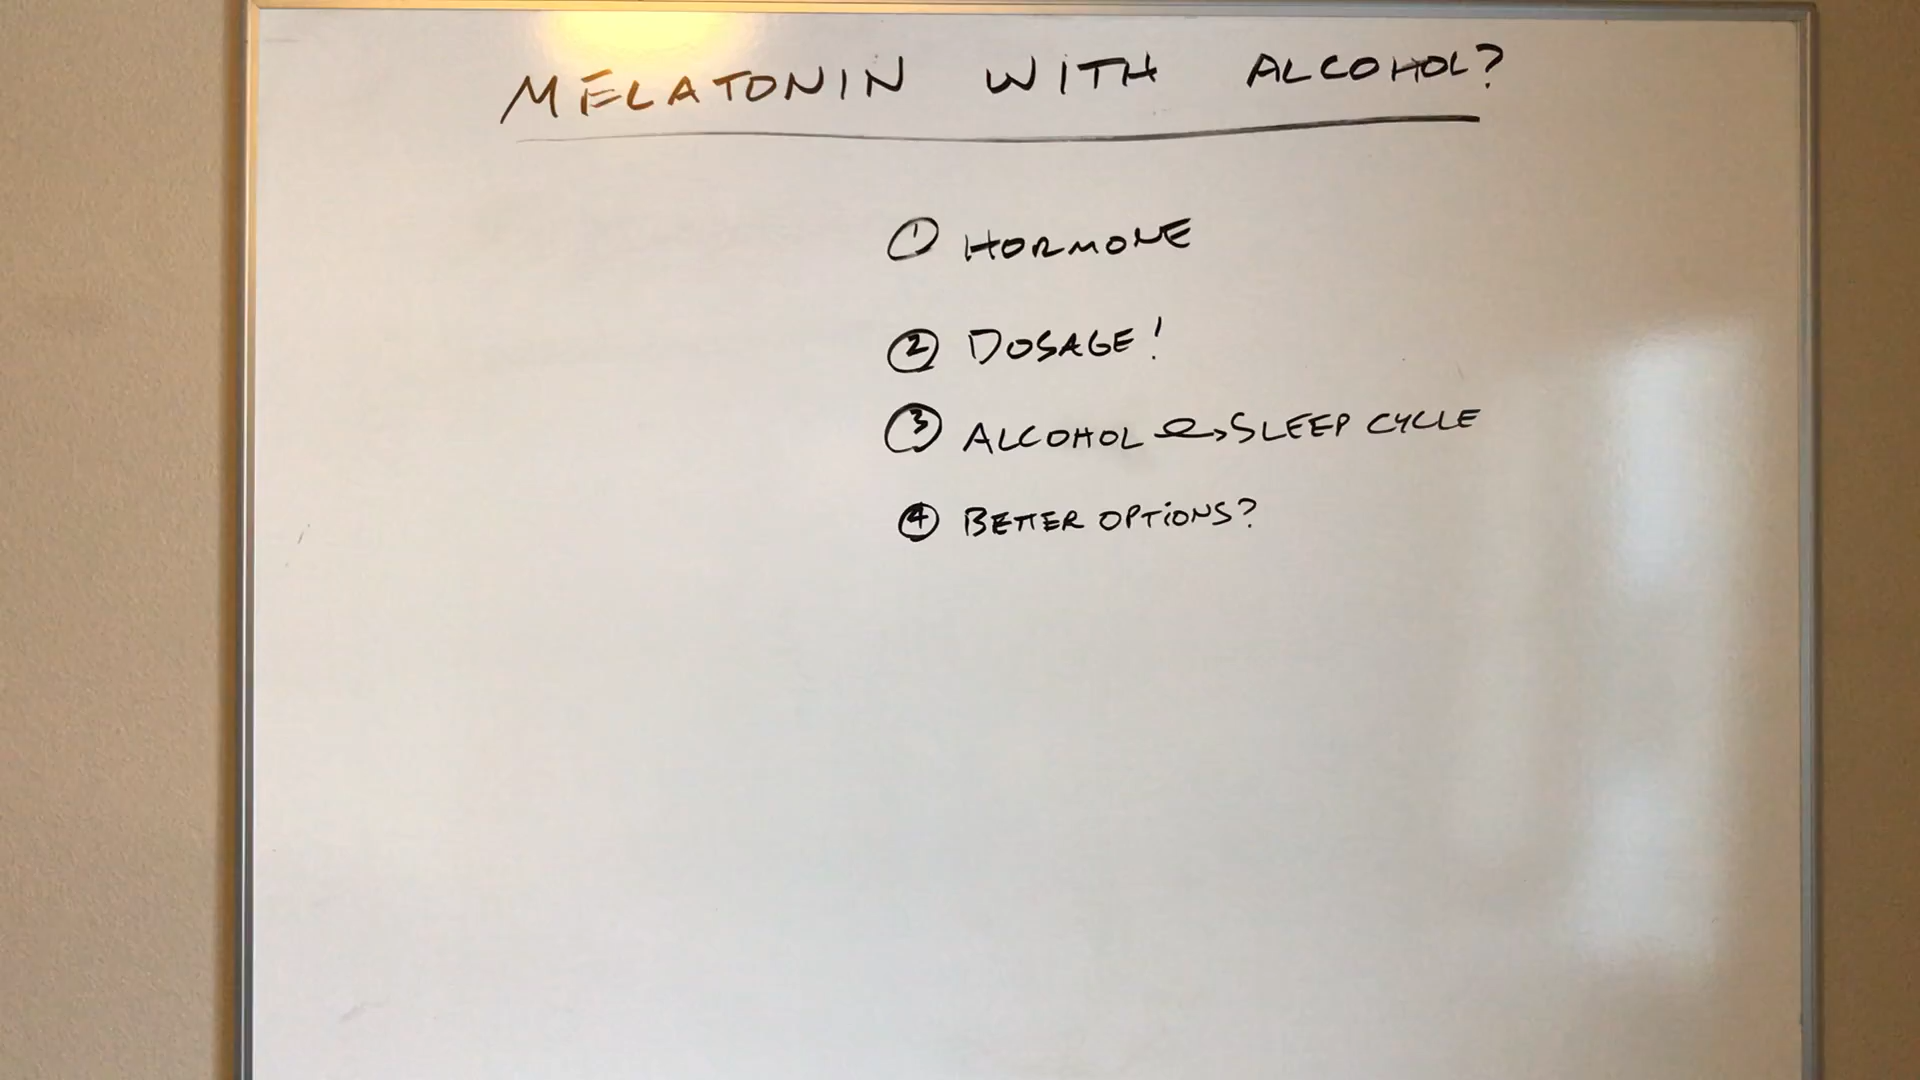 MELATONIN WITH ALCOHOL?
① HORMONE
② DOSAGE!
③ ALCOHOL → SLEEP CYCLE
④ BETTER OPTIONS?